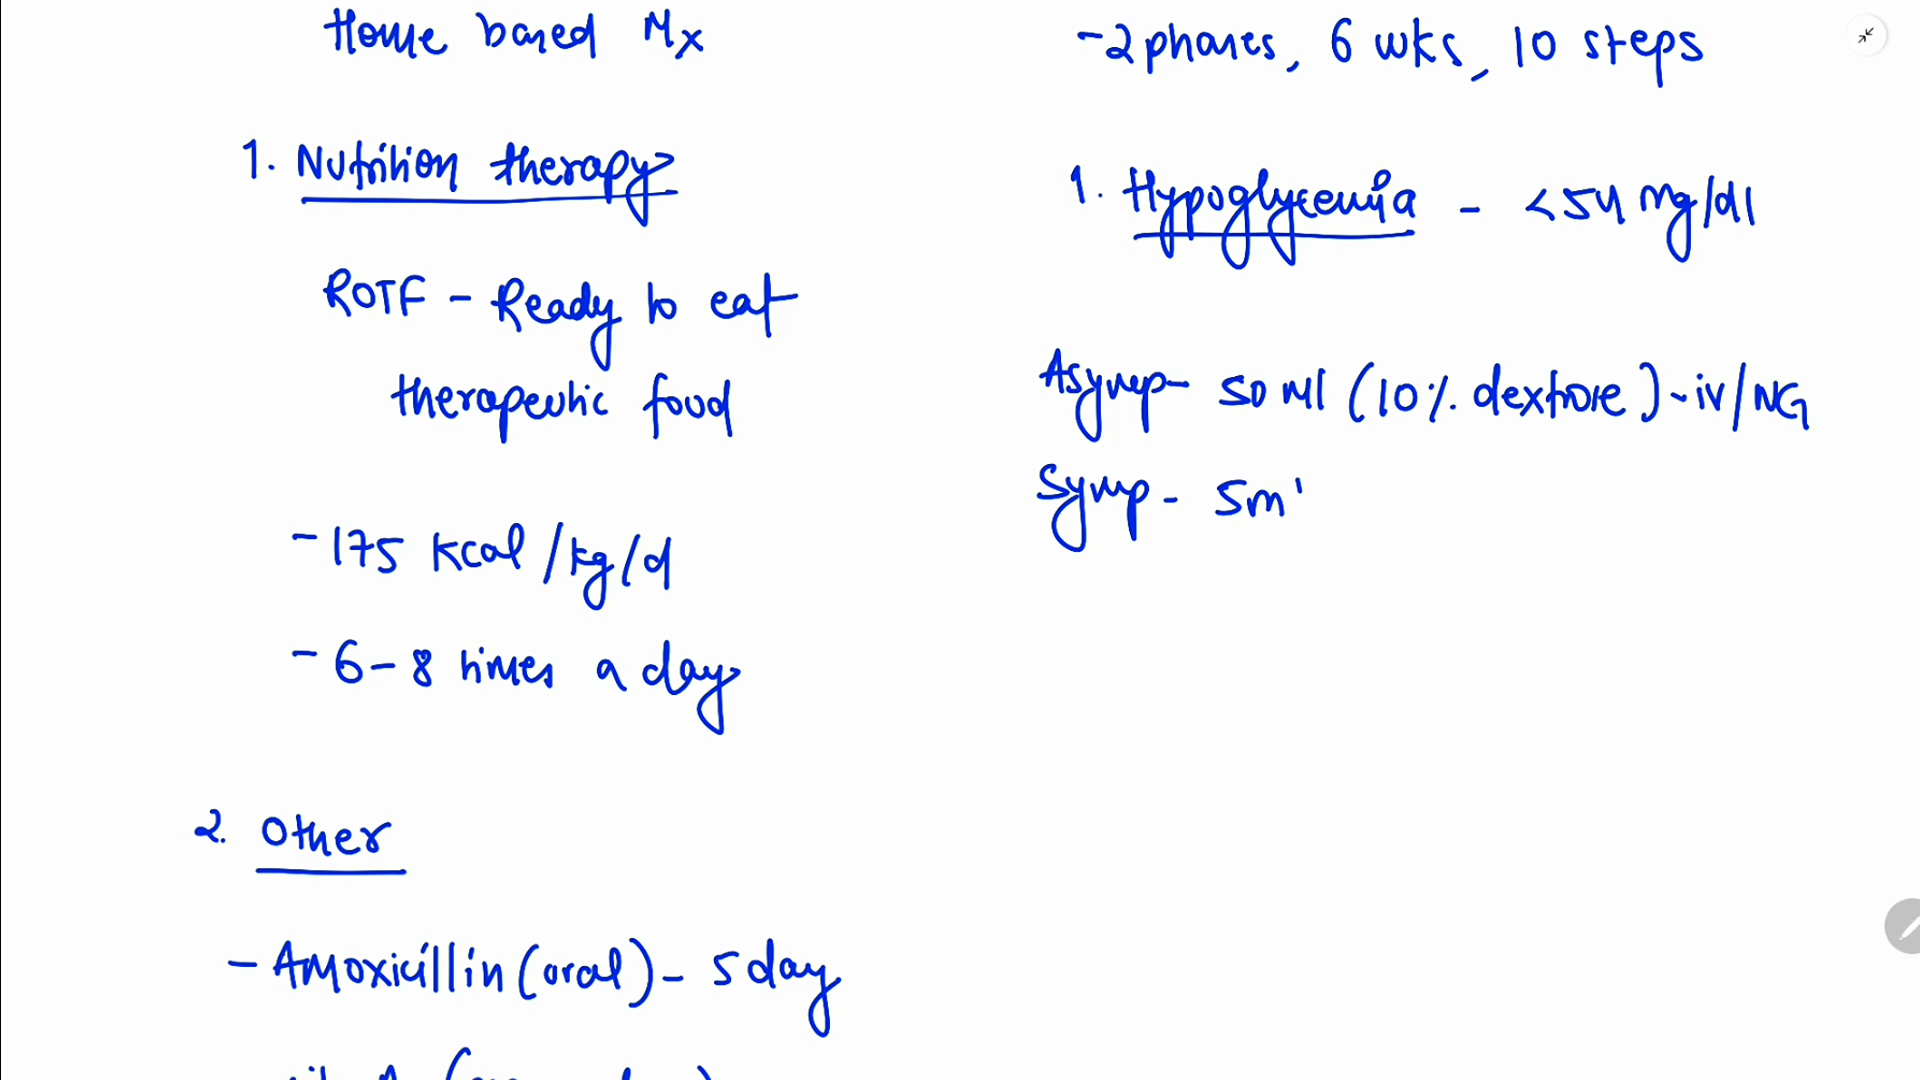 Home based Mx
1. Nutrition therapy
ROTF - Ready to eat
therapeutic food
- 175 Kcal/kg/d
- 6-8 times a day
2. Other
- Amoxicillin (oral) - 5 day
-2 phases, 6 wks, 10 steps
1. Hypoglycemia - <54 mg/dl
Asymp- 50 ml (10% dextrose) - iv/NG
Symp- 5m